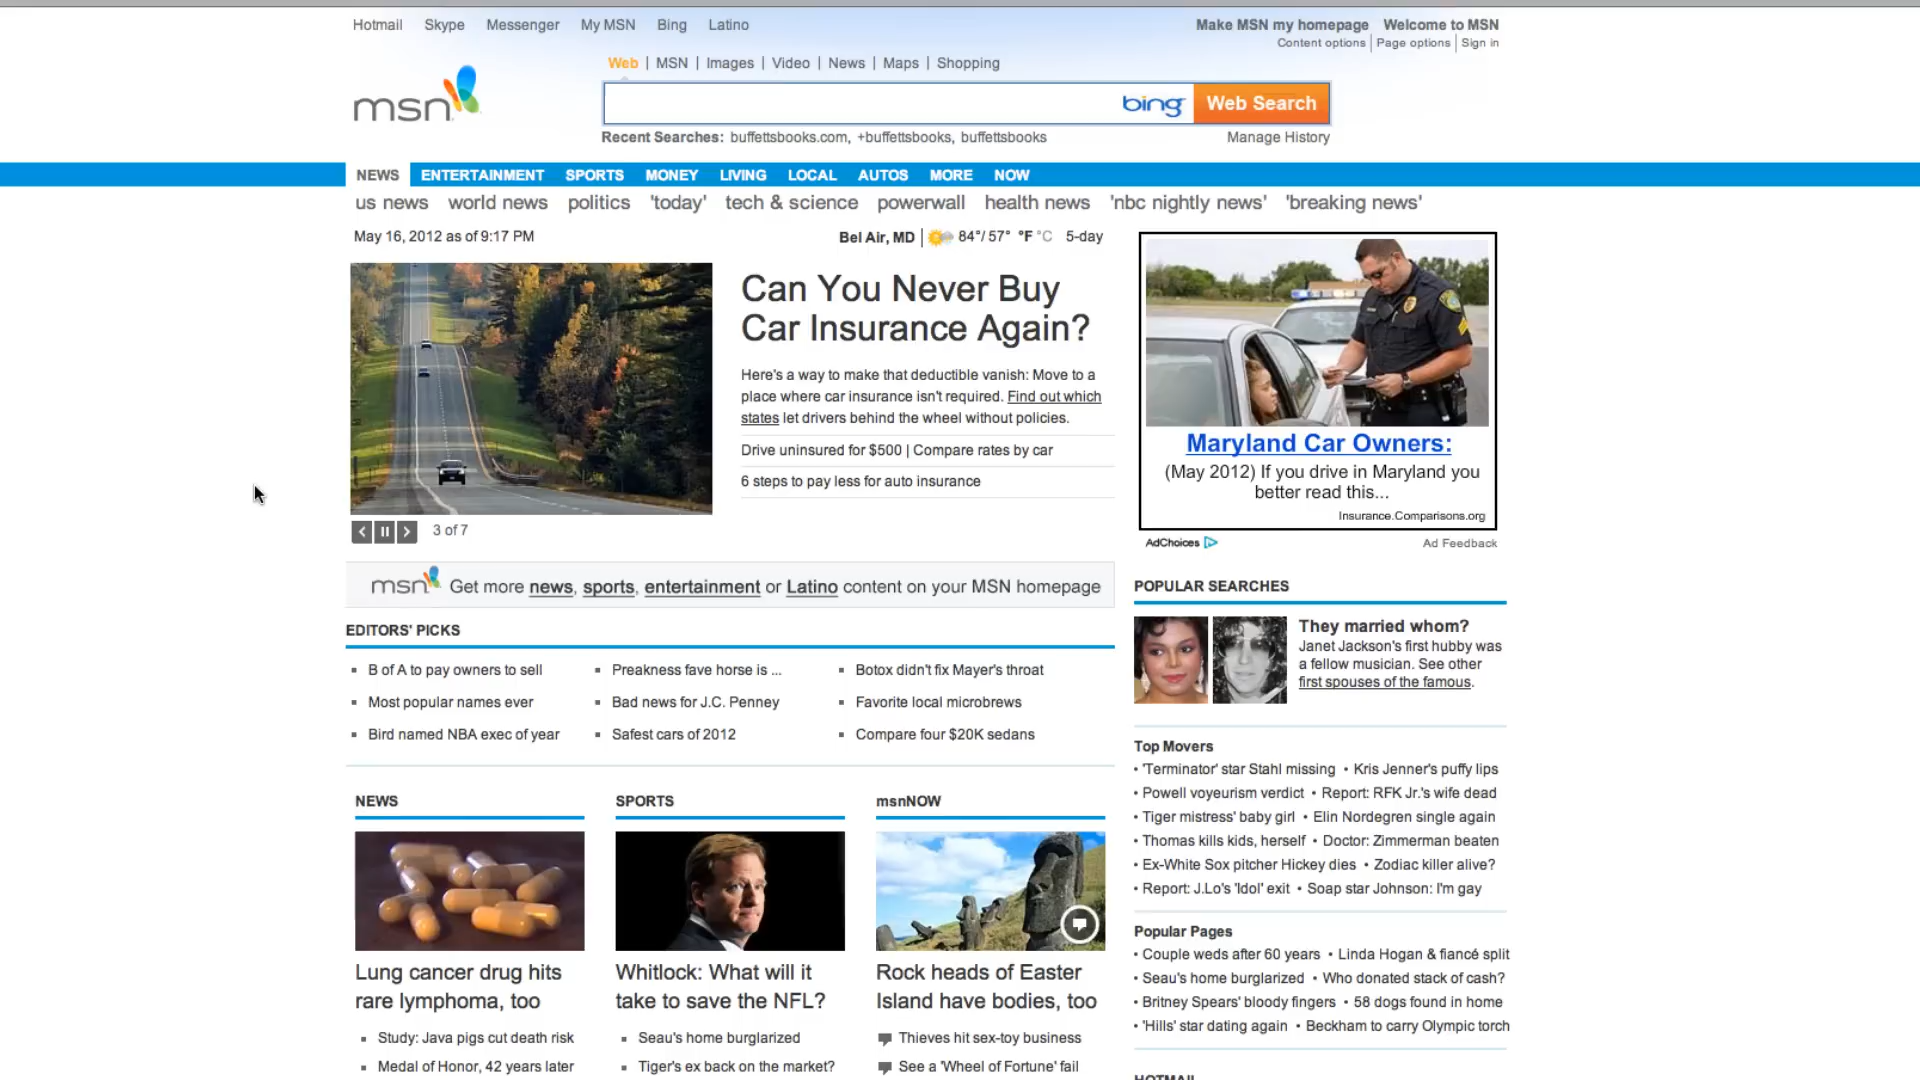 Hotmail Skype Messenger My MSN Bing Latino
Make MSN my homepage Welcome to MSN
Content options Page options Sign in
Web | MSN | Images | Video | News | Maps | Shopping
msn
bing Web Search
Recent Searches: buffettsbooks.com, +buffettsbooks, buffettsbooks
Manage History
NEWS ENTERTAINMENT SPORTS MONEY LIVING LOCAL AUTOS MORE NOW
us news world news politics 'today' tech & science powerwall health news 'nbc nightly news' 'breaking news'
May 16, 2012 as of 9:17 PM
Bel Air, MD 84°/ 57° °F °C 5-day
Can You Never Buy
Car Insurance Again?
Here's a way to make that deductible vanish: Move to a
place where car insurance isn't required. Find out which
states let drivers behind the wheel without policies.
Drive uninsured for $500 | Compare rates by car
6 steps to pay less for auto insurance
3 of 7
Maryland Car Owners:
(May 2012) If you drive in Maryland you
better read this...
Insurance.Comparisons.org
AdChoices
Ad Feedback
msn Get more news, sports, entertainment or Latino content on your MSN homepage
EDITORS' PICKS
B of A to pay owners to sell
Most popular names ever
Bird named NBA exec of year
Preakness fave horse is ...
Bad news for J.C. Penney
Safest cars of 2012
Botox didn't fix Mayer's throat
Favorite local microbrews
Compare four $20K sedans
NEWS
Lung cancer drug hits
rare lymphoma, too
Study: Java pigs cut death risk
Medal of Honor, 42 years later
SPORTS
Whitlock: What will it
take to save the NFL?
Seau's home burglarized
Tiger's ex back on the market?
msnNOW
Rock heads of Easter
Island have bodies, too
Thieves hit sex-toy business
See a 'Wheel of Fortune' fail
POPULAR SEARCHES
They married whom?
Janet Jackson's first hubby was
a fellow musician. See other
first spouses of the famous.
Top Movers
• 'Terminator' star Stahl missing • Kris Jenner's puffy lips
• Powell voyeurism verdict • Report: RFK Jr.'s wife dead
• Tiger mistress' baby girl • Elin Nordegren single again
• Thomas kills kids, herself • Doctor: Zimmerman beaten
• Ex-White Sox pitcher Hickey dies • Zodiac killer alive?
• Report: J.Lo's 'Idol' exit • Soap star Johnson: I'm gay
Popular Pages
• Couple weds after 60 years • Linda Hogan & fiancé split
• Seau's home burglarized • Who donated stack of cash?
• Britney Spears' bloody fingers • 58 dogs found in home
• 'Hills' star dating again • Beckham to carry Olympic torch
HOTMAIL